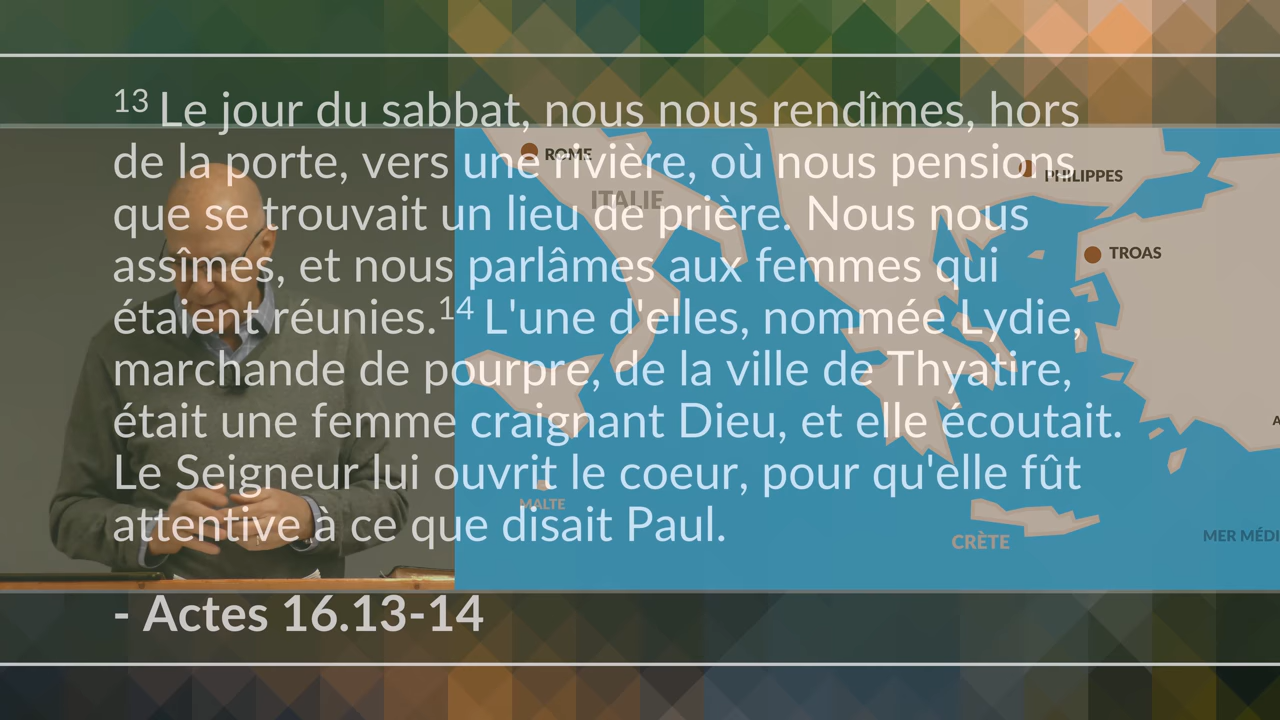 13 Le jour du sabbat, nous nous rendîmes, hors
de la porte, vers une rivière, où nous pensions
que se trouvait un lieu de prière. Nous nous
assîmes, et nous parlâmes aux femmes qui
étaient réunies.14 L'une d'elles, nommée Lydie,
marchande de pourpre, de la ville de Thyatire,
était une femme craignant Dieu, et elle écoutait.
Le Seigneur lui ouvrit le coeur, pour qu'elle fût
attentive à ce que disait Paul.
- Actes 16.13-14
ROME
PHILIPPES
ITALIE
TROAS
MALTE
CRÈTE
MER MÉDI